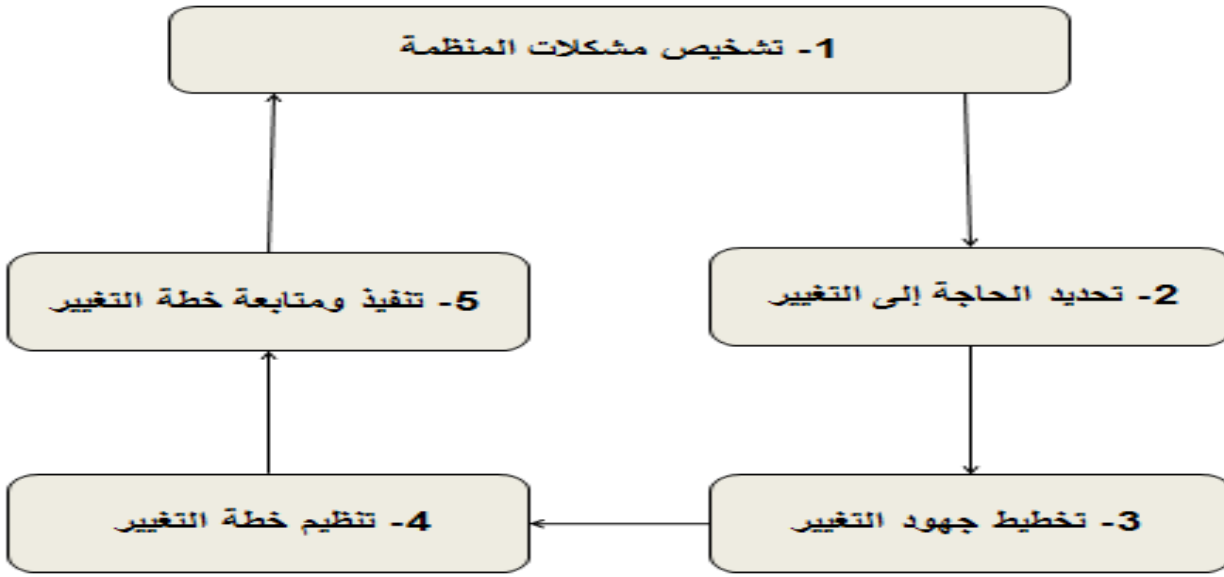 1- تشخيص مشكلات المنظمة
2- تحديد الحاجة إلى التغيير
3- تخطيط جهود التغيير
4- تنظيم خطة التغيير
5- تنفيذ ومتابعة خطة التغيير